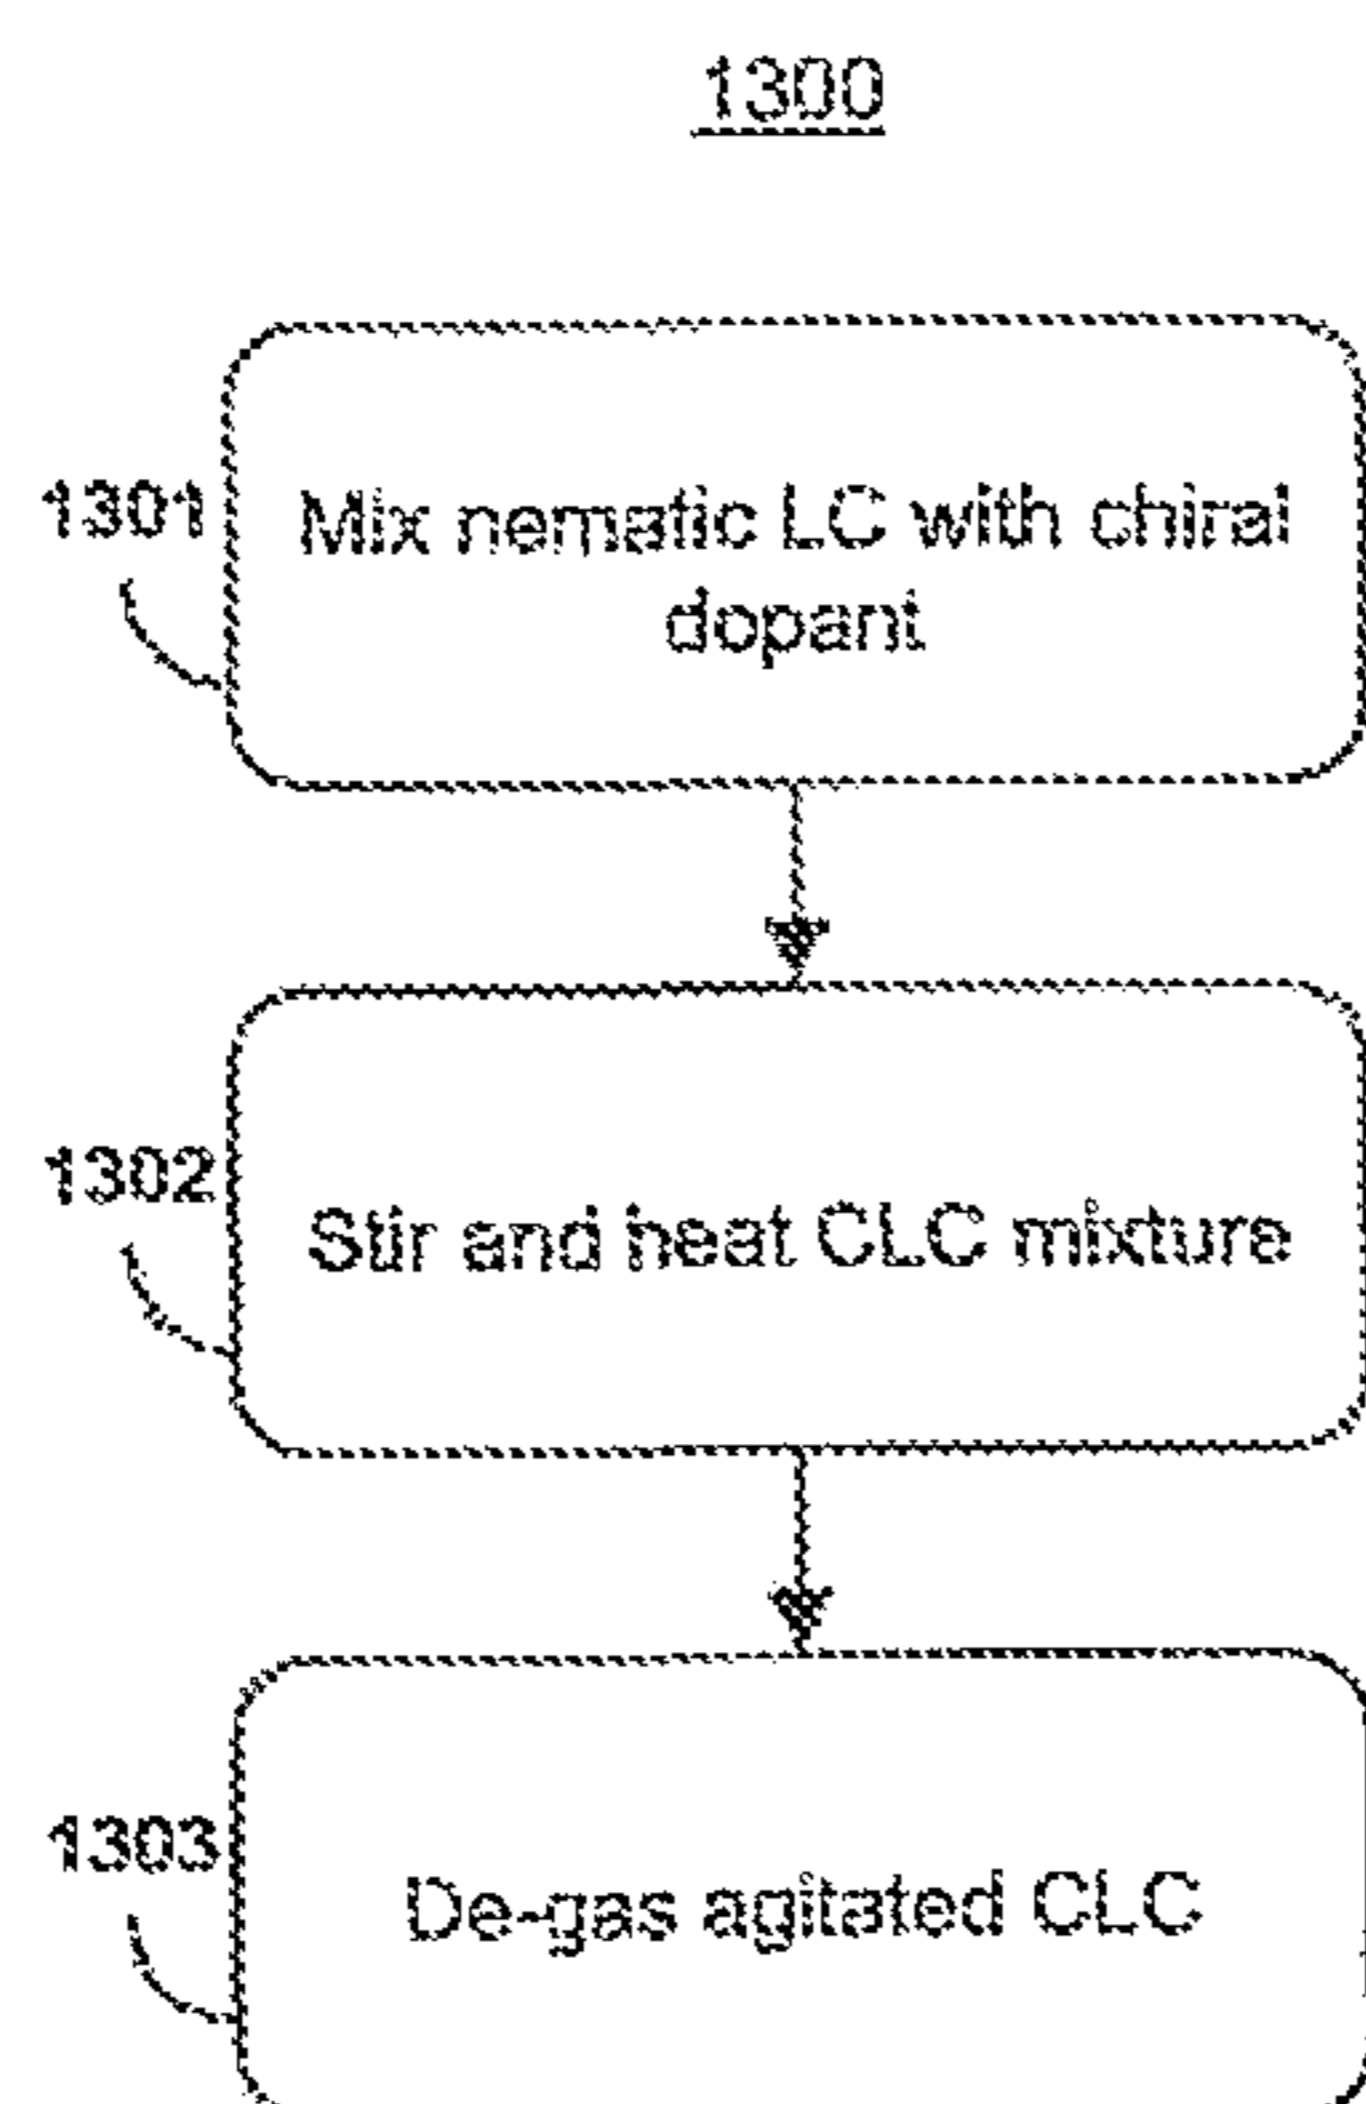 1300
1301
Mix nematic LC with chiral
dopant
1302
Stir and heat CLC mixture
1303
De-gas agitated CLC